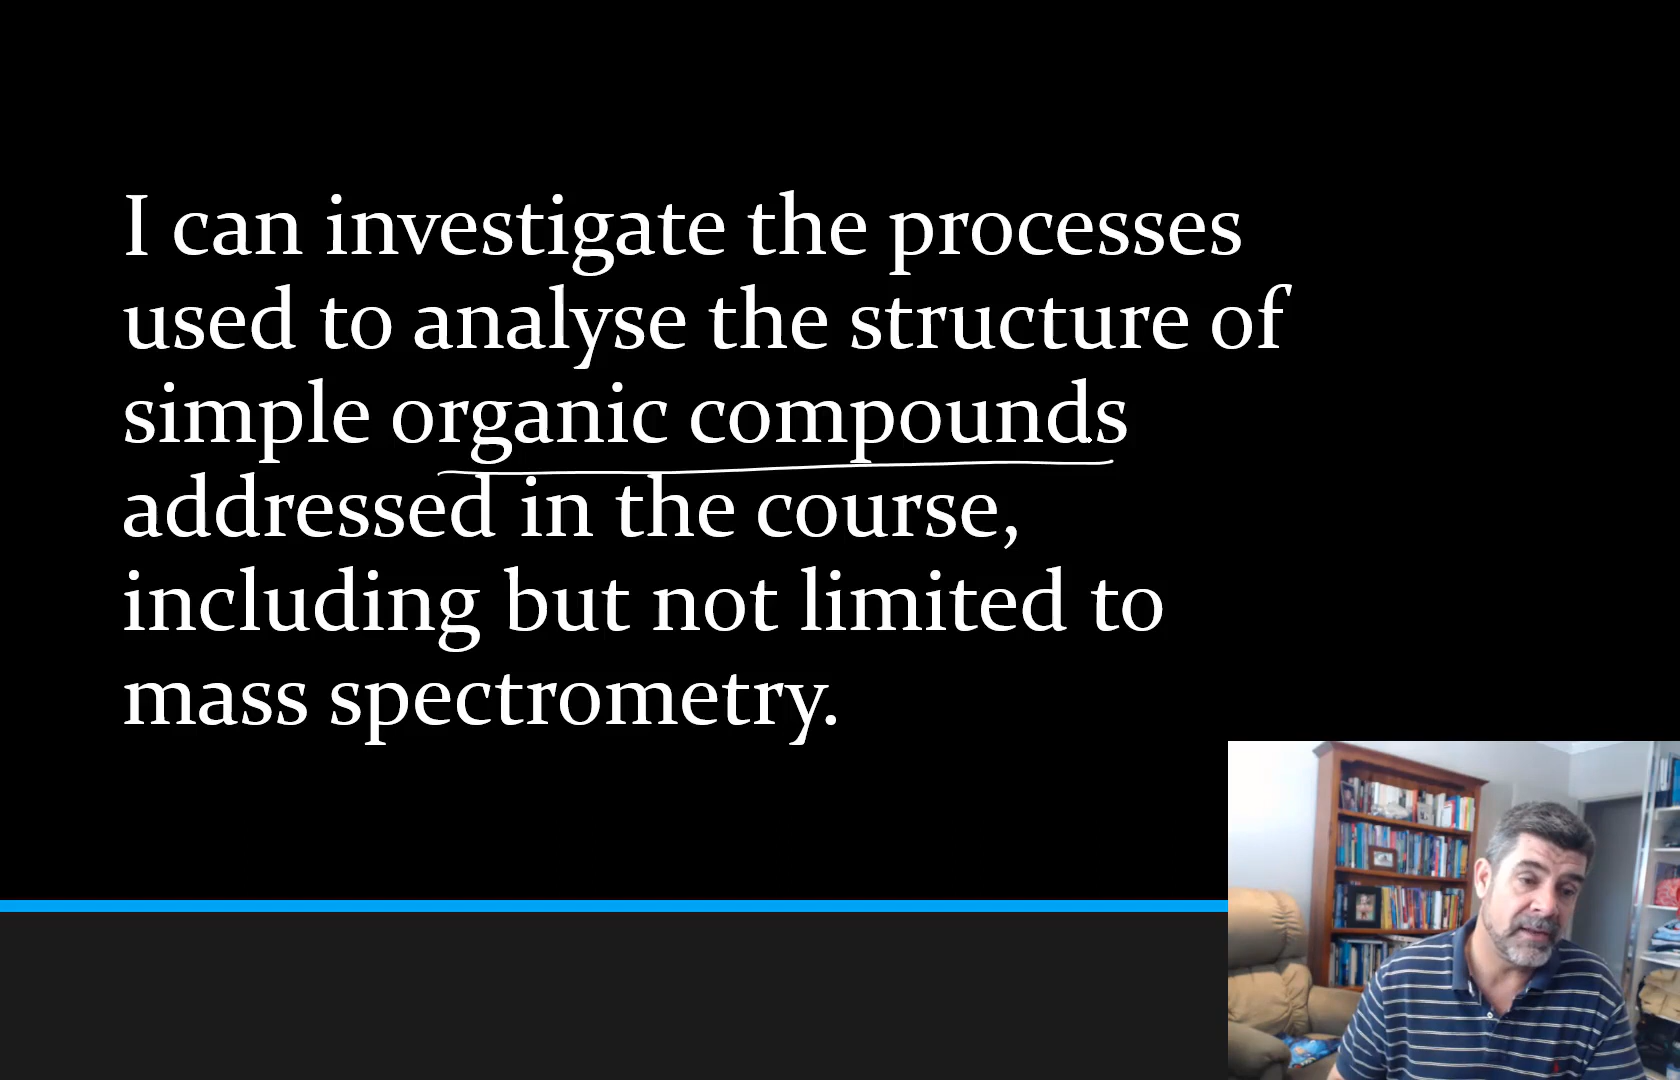 I can investigate the processes
used to analyse the structure of
simple organic compounds
addressed in the course,
including but not limited to
mass spectrometry.